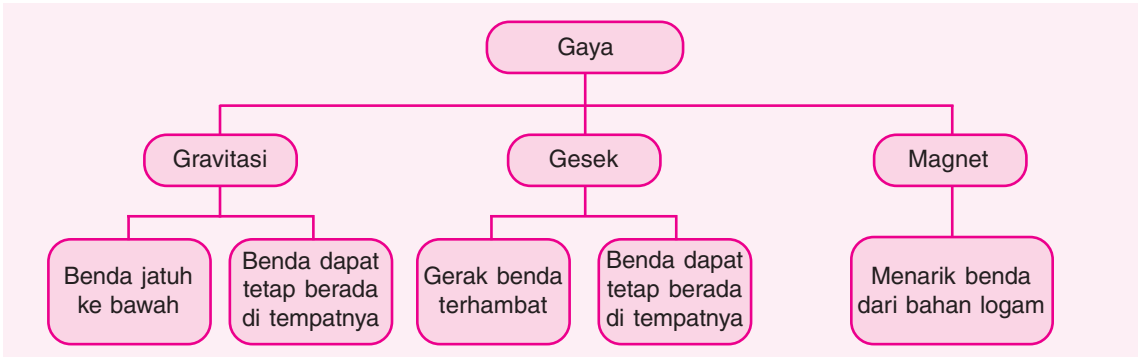 Gaya
Gravitasi
Gesek
Magnet
Benda jatuh
ke bawah
Benda dapat
tetap berada
di tempatnya
Gerak benda
terhambat
Benda dapat
tetap berada
di tempatnya
Menarik benda
dari bahan logam